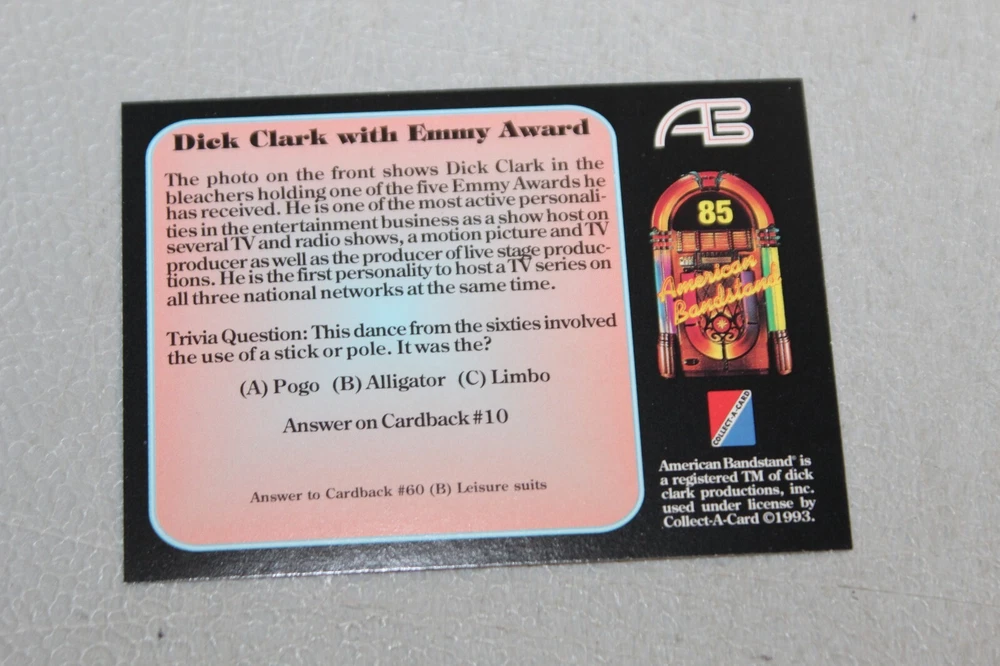 Dick Clark with Emmy Award
The photo on the front shows Dick Clark in the
bleachers holding one of the five Emmy Awards he
has received. He is one of the most active personali-
ties in the entertainment business as a show host on
several TV and radio shows, a motion picture and TV
producer as well as the producer of live stage produc-
tions. He is the first personality to host a TV series on
all three national networks at the same time.
Trivia Question: This dance from the sixties involved
the use of a stick or pole. It was the?
(A) Pogo (B) Alligator (C) Limbo
Answer on Cardback #10
Answer to Cardback #60 (B) Leisure suits
AB
85
American
Bandstand
COLLECT-A-CARD
American Bandstand® is
a registered TM of dick
clark productions, inc.
used under license by
Collect-A-Card ©1993.